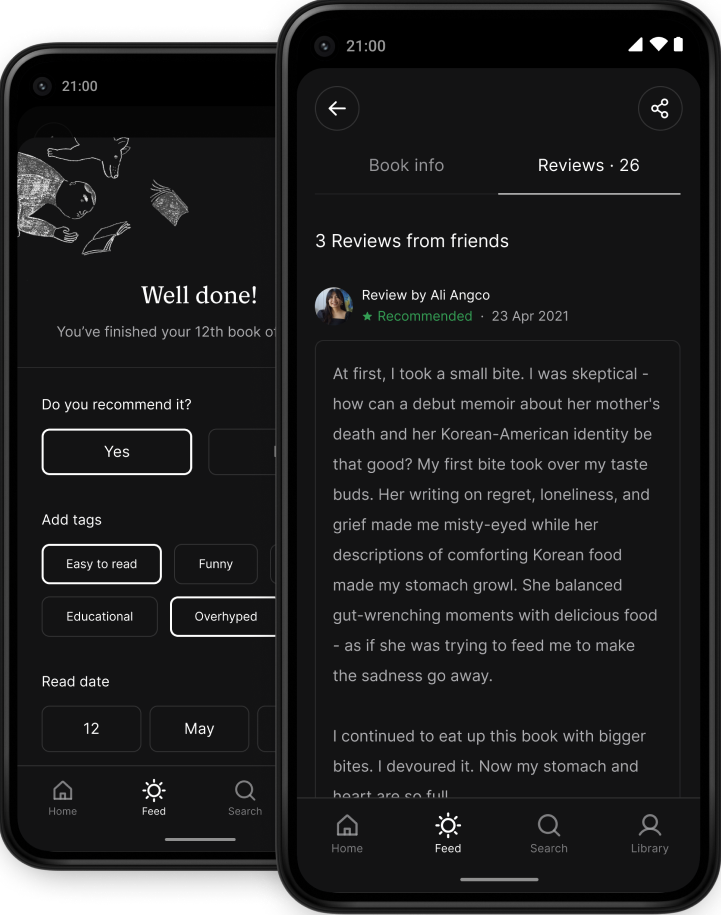 21:00
Well done!
You've finished your 12th book of
Do you recommend it?
Yes
Add tags
Easy to read
Funny
Educational
Overhyped
Read date
12
May
Home
Feed
Search
21:00
Book info
Reviews · 26
3 Reviews from friends
Review by Ali Angco
★ Recommended · 23 Apr 2021
At first, I took a small bite. I was skeptical -
how can a debut memoir about her mother's
death and her Korean-American identity be
that good? My first bite took over my taste
buds. Her writing on regret, loneliness, and
grief made me misty-eyed while her
descriptions of comforting Korean food
made my stomach growl. She balanced
gut-wrenching moments with delicious food
- as if she was trying to feed me to make
the sadness go away.
I continued to eat up this book with bigger
bites. I devoured it. Now my stomach and
heart are so full
Home
Feed
Search
Library